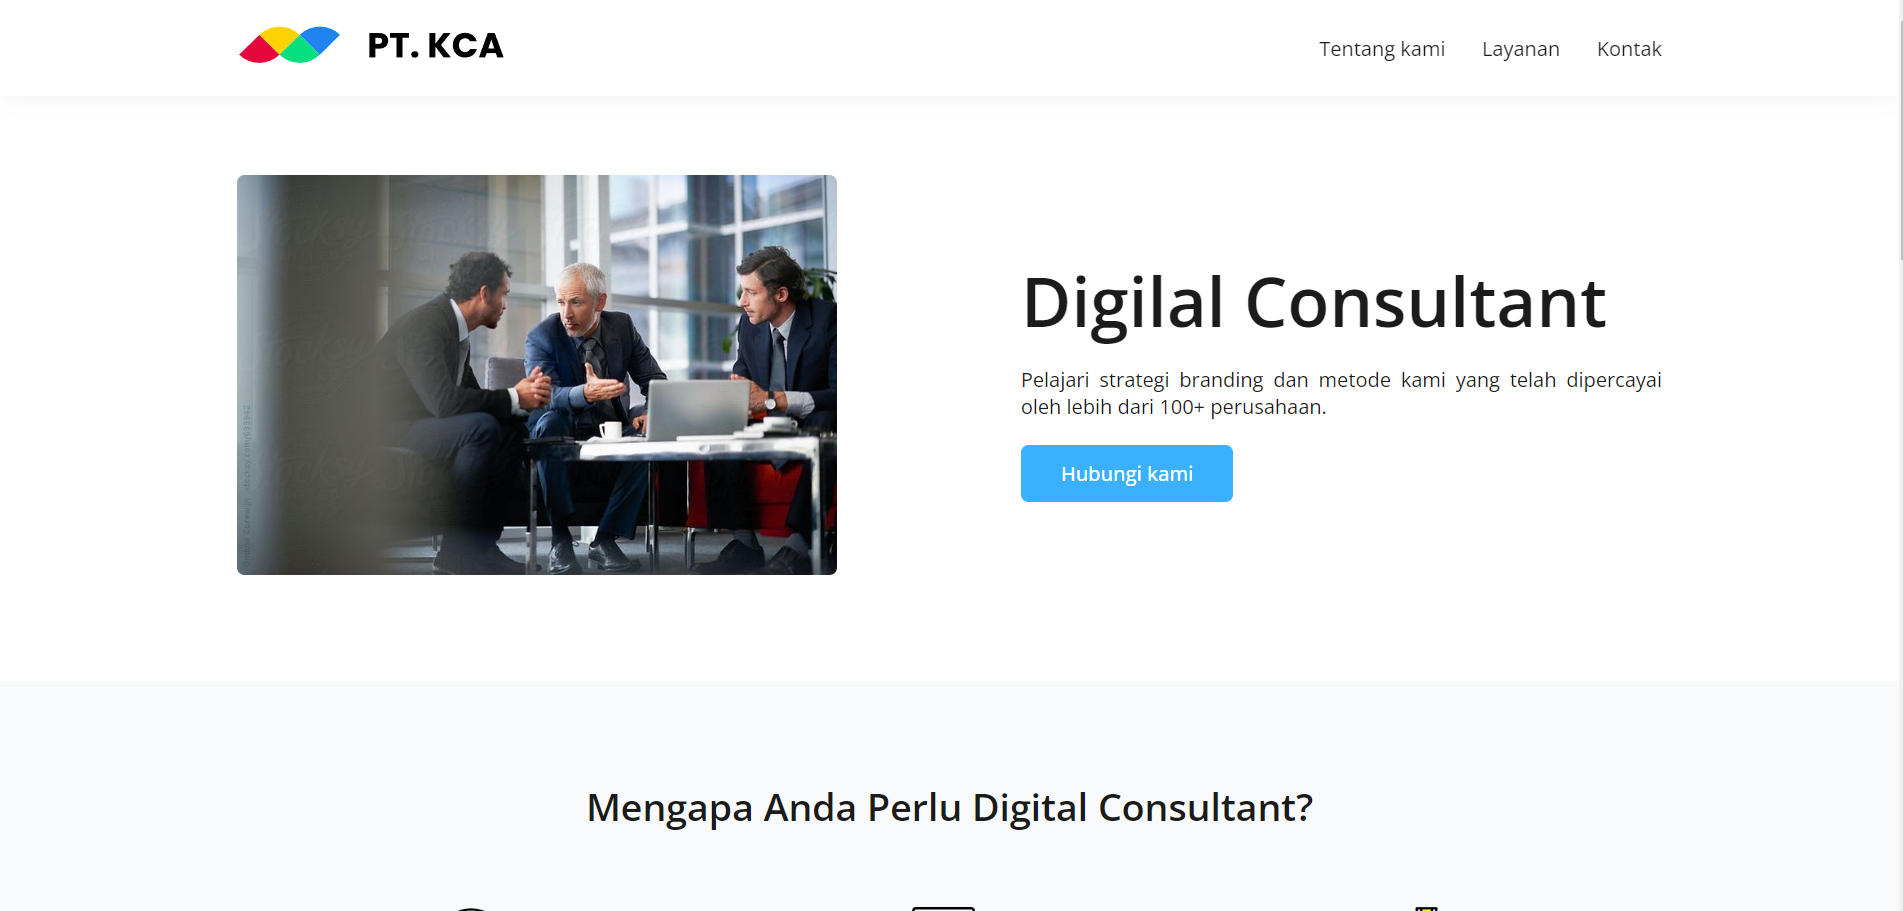 PT. KCA
Tentang kami
Layanan
Kontak
Digilal Consultant
Pelajari strategi branding dan metode kami yang telah dipercayai
oleh lebih dari 100+ perusahaan.
Hubungi kami
Mengapa Anda Perlu Digital Consultant?